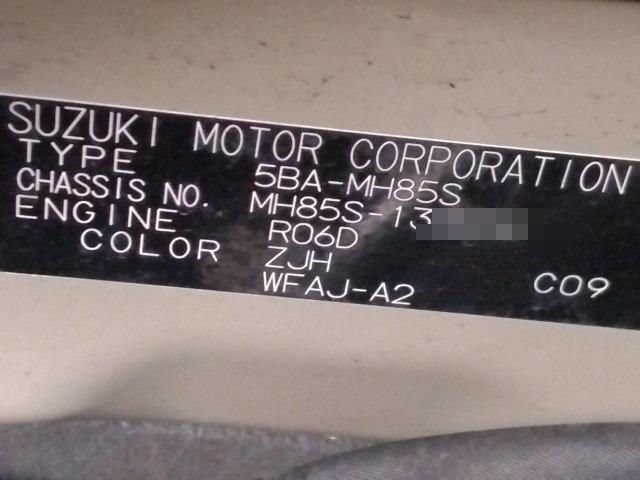 SUZUKI MOTOR CORPORATION
TYPE 5BA-MH85S
CHASSIS NO. MH85S-13
ENGINE R06D
COLOR ZJH
WFAJ-A2 C09